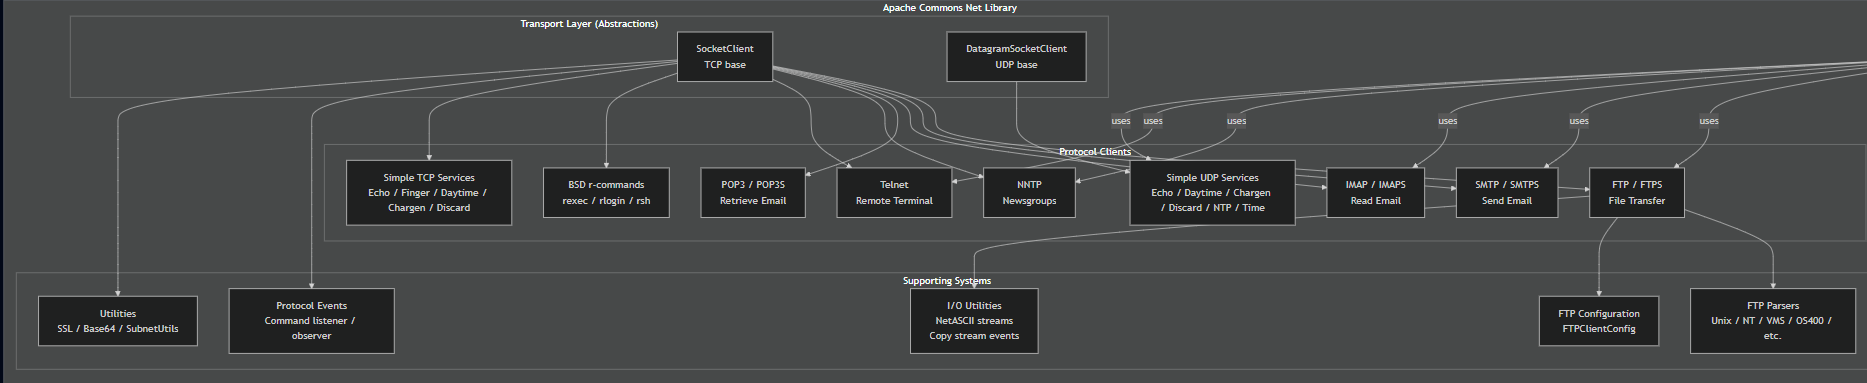 Apache Commons Net Library
Transport Layer (Abstractions)
SocketClient
TCP base
DatagramSocketClient
UDP base
uses
uses
uses
uses
uses
uses
Protocol Clients
Simple TCP Services
Echo / Finger / Daytime /
Chargen / Discard
BSD r-commands
rexec / rlogin / rsh
POP3 / POP3S
Retrieve Email
Telnet
Remote Terminal
NNTP
Newsgroups
Simple UDP Services
Echo / Daytime / Chargen
/ Discard / NTP / Time
IMAP / IMAPS
Read Email
SMTP / SMTPS
Send Email
FTP / FTPS
File Transfer
Supporting Systems
Utilities
SSL / Base64 / SubnetUtils
Protocol Events
Command listener /
observer
I/O Utilities
NetASCII streams
Copy stream events
FTP Configuration
FTPClientConfig
FTP Parsers
Unix / NT / VMS / OS400 /
etc.